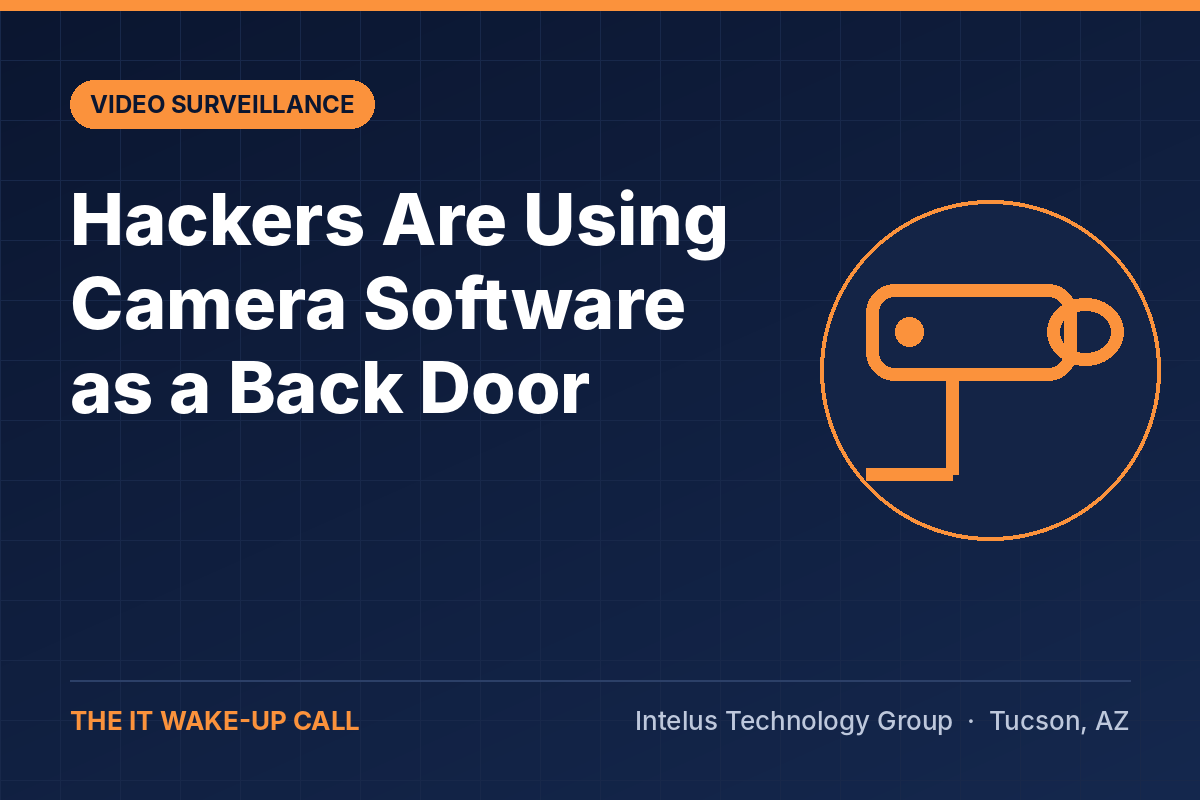 VIDEO SURVEILLANCE
Hackers Are Using
Camera Software
as a Back Door
THE IT WAKE-UP CALL
Intelus Technology Group · Tucson, AZ